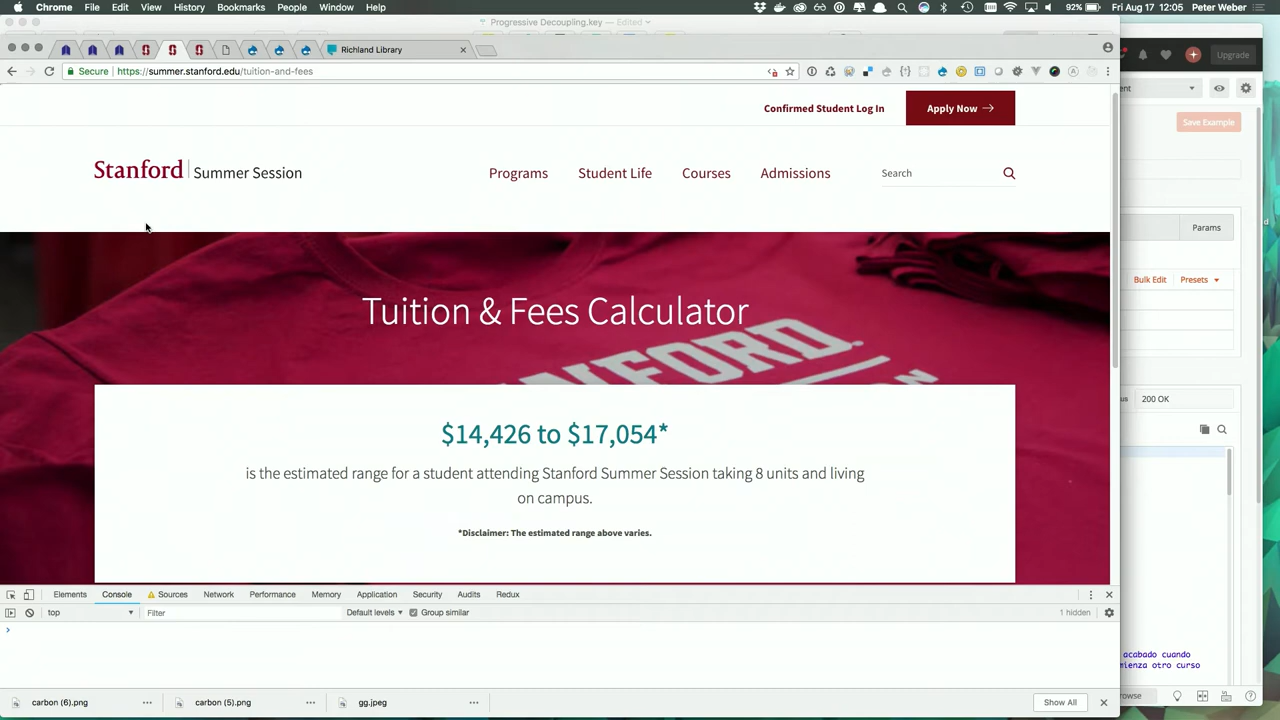 Chrome File Edit View History Bookmarks People Window Help
92% Fri Aug 17 12:05 Peter Weber
Progressive Decoupling.key — Edited
Richland Library
Secure https://summer.stanford.edu/tuition-and-fees
Upgrade
Confirmed Student Log In
Apply Now
Save Example
Stanford Summer Session
Programs Student Life Courses Admissions Search
Params
Bulk Edit Presets
Tuition & Fees Calculator
STANFORD.
200 OK
$14,426 to $17,054*
is the estimated range for a student attending Stanford Summer Session taking 8 units and living
on campus.
*Disclaimer: The estimated range above varies.
Elements Console Sources Network Performance Memory Application Security Audits Redux
top Filter Default levels Group similar 1 hidden
acabado cuando
mienza otro curso
carbon (6).png carbon (5).png gg.jpeg Show All
rowse